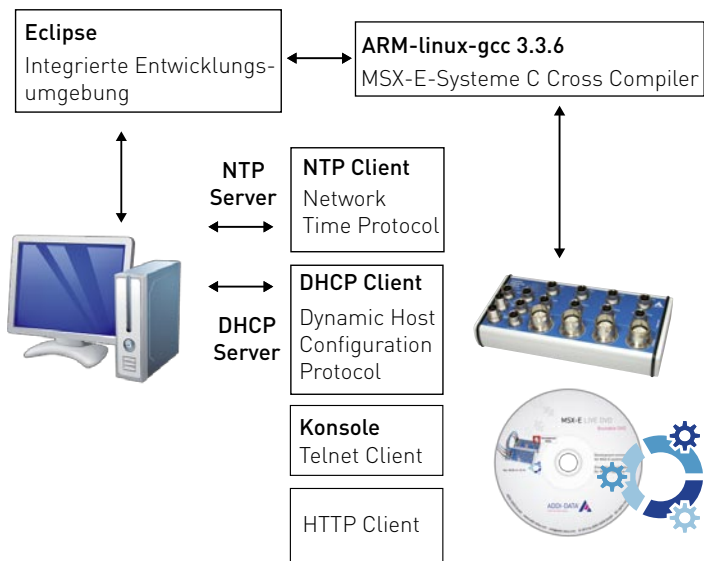 Eclipse
Integrierte Entwicklungs-
umgebung
ARM-linux-gcc 3.3.6
MSX-E-Systeme C Cross Compiler
NTP
Server
NTP Client
Network
Time Protocol
DHCP
Server
DHCP Client
Dynamic Host
Configuration
Protocol
Konsole
Telnet Client
HTTP Client
MSX-E LIVE DVD
ADDI-DATA